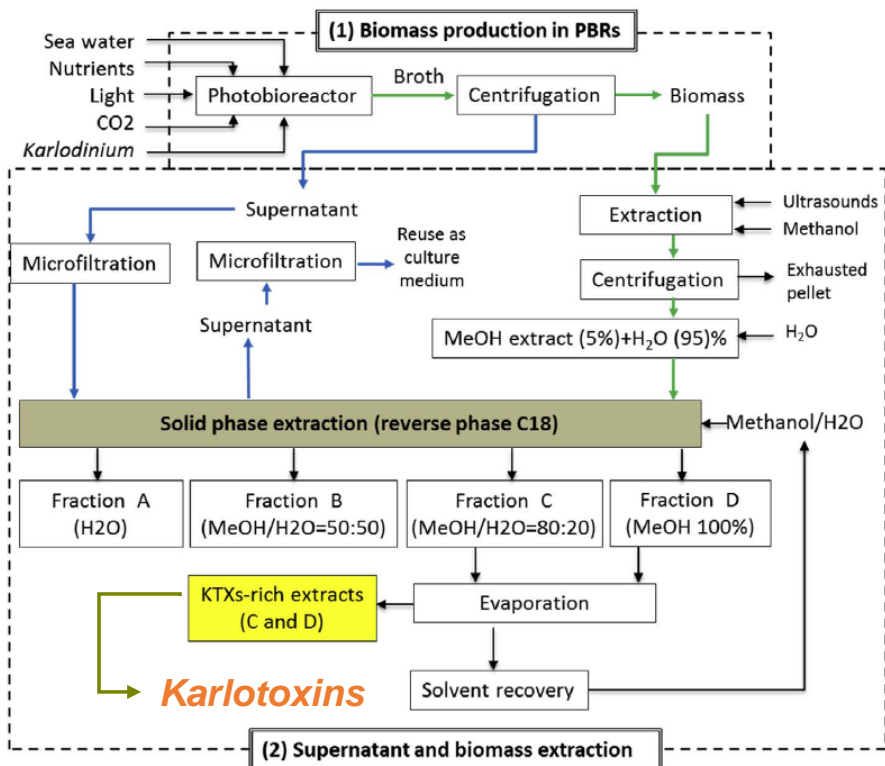 (1) Biomass production in PBRs
Sea water
Nutrients
Light
CO2
Karlodinium
Photobioreactor
Broth
Centrifugation
Biomass
Supernatant
Microfiltration
Microfiltration
Reuse as
culture
medium
Supernatant
Extraction
Ultrasounds
Methanol
Centrifugation
Exhausted
pellet
MeOH extract (5%)+H₂O (95)%
H₂O
Solid phase extraction (reverse phase C18)
Methanol/H2O
Fraction A
(H2O)
Fraction B
(MeOH/H2O=50:50)
Fraction C
(MeOH/H2O=80:20)
Fraction D
(MeOH 100%)
KTXs-rich extracts
(C and D)
Evaporation
Karlotoxins
Solvent recovery
(2) Supernatant and biomass extraction